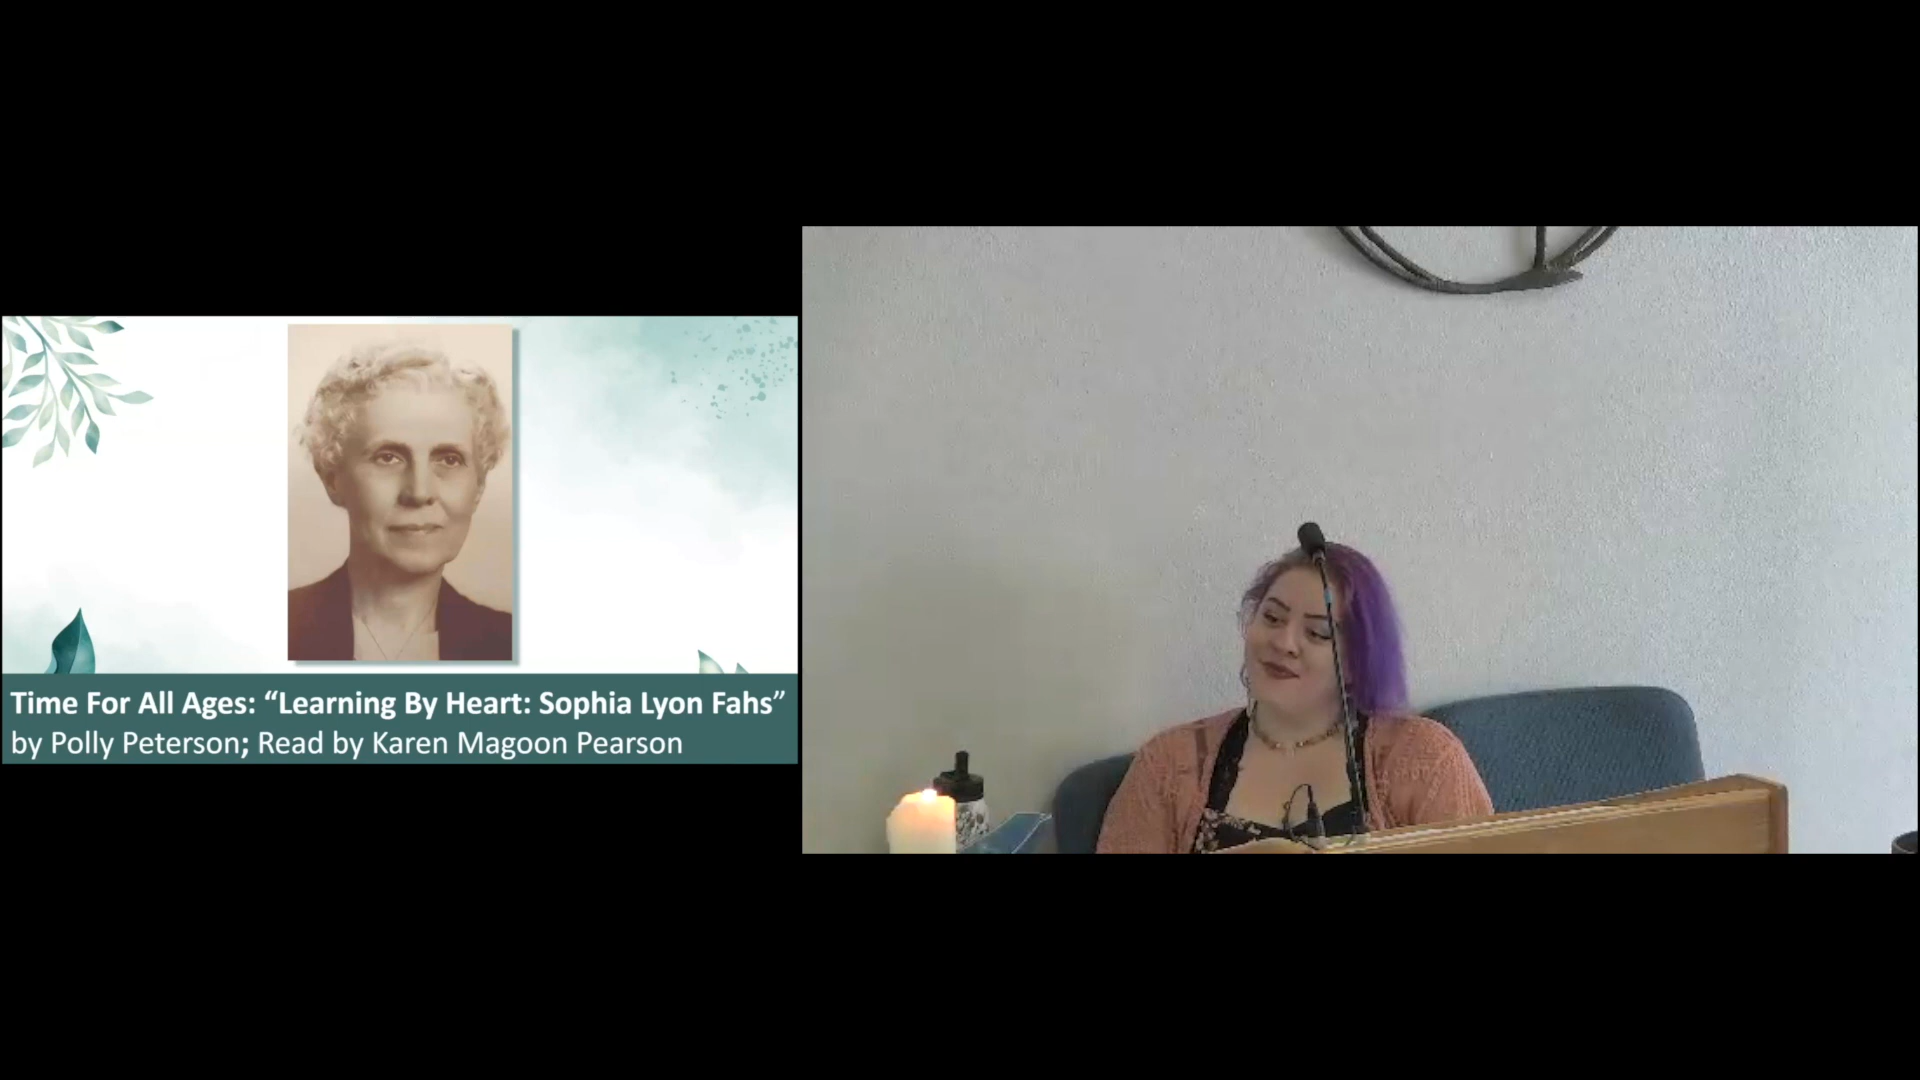 Time For All Ages: “Learning By Heart: Sophia Lyon Fahs”
by Polly Peterson; Read by Karen Magoon Pearson